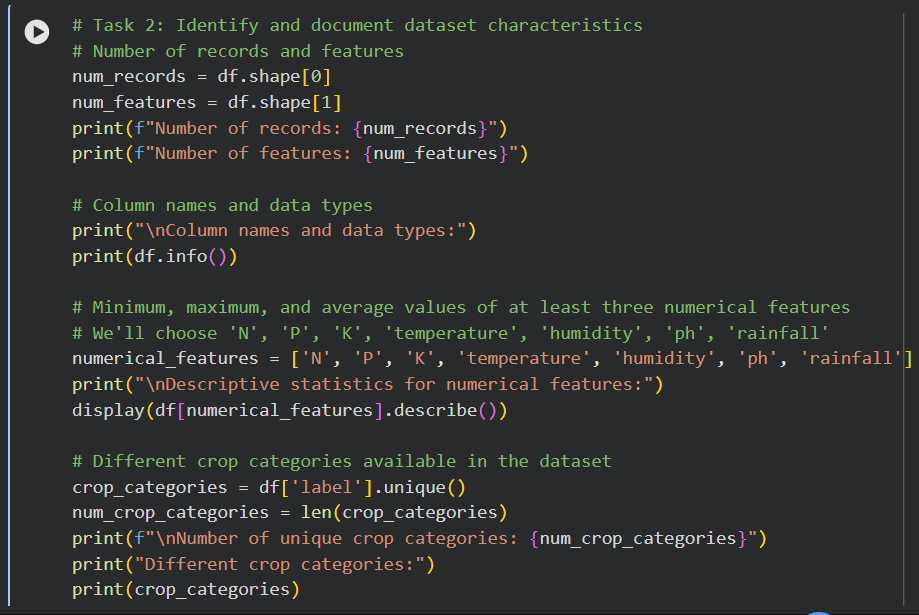 # Task 2: Identify and document dataset characteristics
# Number of records and features
num_records = df.shape[0]
num_features = df.shape[1]
print(f"Number of records: {num_records}")
print(f"Number of features: {num_features}")
# Column names and data types
print("\nColumn names and data types:")
print(df.info())
# Minimum, maximum, and average values of at least three numerical features
# We'll choose 'N', 'P', 'K', 'temperature', 'humidity', 'ph', 'rainfall'
numerical_features = ['N', 'P', 'K', 'temperature', 'humidity', 'ph', 'rainfall']
print("\nDescriptive statistics for numerical features:")
display(df[numerical_features].describe())
# Different crop categories available in the dataset
crop_categories = df['label'].unique()
num_crop_categories = len(crop_categories)
print(f"\nNumber of unique crop categories: {num_crop_categories}")
print("Different crop categories:")
print(crop_categories)